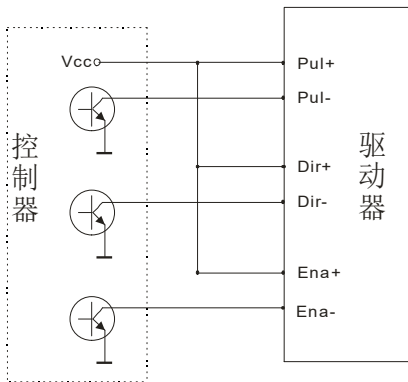 Vcc
Pul+
Pul-
控制器
驱动器
Dir+
Dir-
Ena+
Ena-